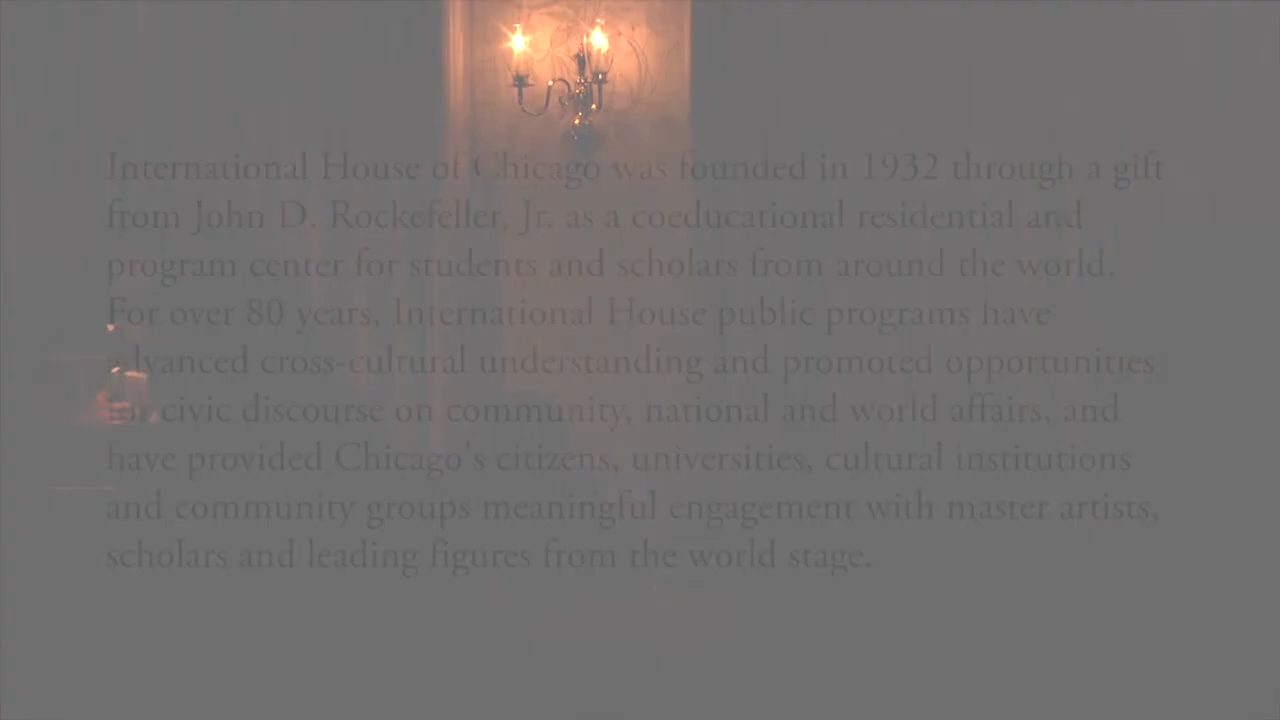 International House of Chicago was founded in 1932 through a gift
from John D. Rockefeller, Jr. as a coeducational residential and
program center for students and scholars from around the world.
For over 80 years, International House public programs have
advanced cross-cultural understanding and promoted opportunities
for civic discourse on community, national and world affairs, and
have provided Chicago's citizens, universities, cultural institutions
and community groups meaningful engagement with master artists,
scholars and leading figures from the world stage.